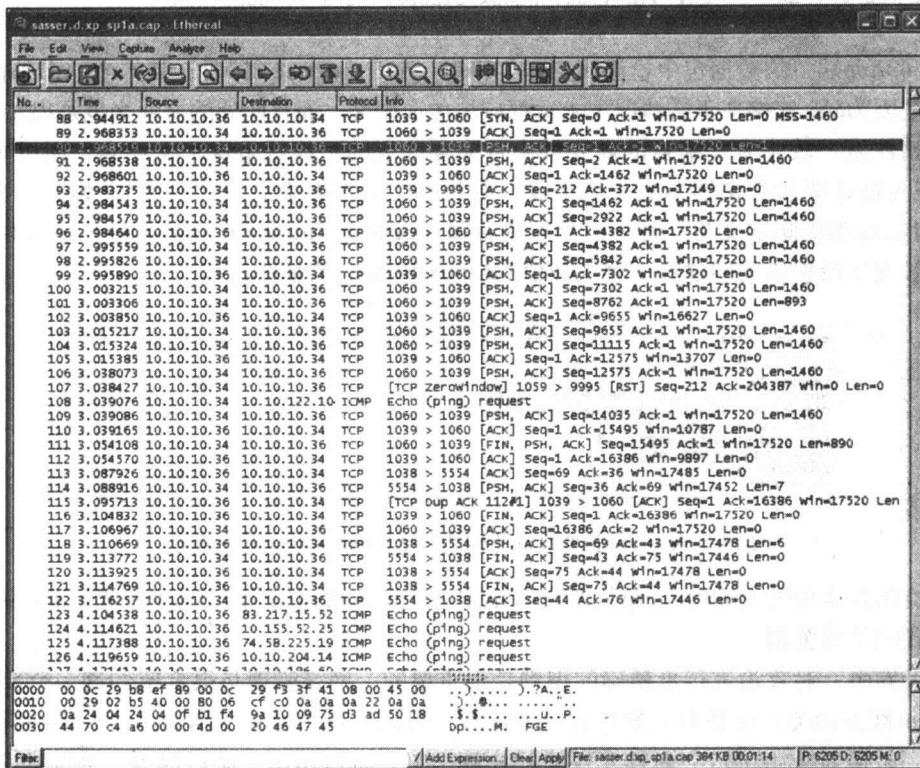 sasser.d.xp_sp1a.cap - Ethereal
File Edit View Capture Analyze Help
No. . Time Source Destination Protocol Info
88 2.944912 10.10.10.36 10.10.10.34 TCP 1039 > 1060 [SYN, ACK] Seq=0 Ack=1 Win=17520 Len=0 MSS=1460
89 2.968353 10.10.10.34 10.10.10.36 TCP 1060 > 1039 [ACK] Seq=1 Ack=1 Win=17520 Len=0
90 2.968519 10.10.10.34 10.10.10.36 TCP 1060 > 1039 [PSH, ACK] Seq=1 Ack=1 Win=17520 Len=1
91 2.968538 10.10.10.34 10.10.10.36 TCP 1060 > 1039 [PSH, ACK] Seq=2 Ack=1 Win=17520 Len=1460
92 2.968601 10.10.10.36 10.10.10.34 TCP 1039 > 1060 [ACK] Seq=1 Ack=1462 Win=17520 Len=0
93 2.983735 10.10.10.34 10.10.10.36 TCP 1059 > 9995 [ACK] Seq=212 Ack=372 Win=17149 Len=0
94 2.984543 10.10.10.34 10.10.10.36 TCP 1060 > 1039 [PSH, ACK] Seq=1462 Ack=1 Win=17520 Len=1460
95 2.984579 10.10.10.34 10.10.10.36 TCP 1060 > 1039 [PSH, ACK] Seq=2922 Ack=1 Win=17520 Len=1460
96 2.984640 10.10.10.36 10.10.10.34 TCP 1039 > 1060 [ACK] Seq=1 Ack=4382 Win=17520 Len=0
97 2.995559 10.10.10.34 10.10.10.36 TCP 1060 > 1039 [PSH, ACK] Seq=4382 Ack=1 Win=17520 Len=1460
98 2.995826 10.10.10.34 10.10.10.36 TCP 1060 > 1039 [PSH, ACK] Seq=5842 Ack=1 Win=17520 Len=1460
99 2.995890 10.10.10.36 10.10.10.34 TCP 1039 > 1060 [ACK] Seq=1 Ack=7302 Win=17520 Len=0
100 3.003215 10.10.10.34 10.10.10.36 TCP 1060 > 1039 [PSH, ACK] Seq=7302 Ack=1 Win=17520 Len=1460
101 3.003306 10.10.10.34 10.10.10.36 TCP 1060 > 1039 [PSH, ACK] Seq=8762 Ack=1 Win=17520 Len=893
102 3.003850 10.10.10.36 10.10.10.34 TCP 1039 > 1060 [ACK] Seq=1 Ack=9655 Win=16627 Len=0
103 3.015217 10.10.10.34 10.10.10.36 TCP 1060 > 1039 [PSH, ACK] Seq=9655 Ack=1 Win=17520 Len=1460
104 3.015324 10.10.10.34 10.10.10.36 TCP 1060 > 1039 [PSH, ACK] Seq=11115 Ack=1 Win=17520 Len=1460
105 3.015385 10.10.10.36 10.10.10.34 TCP 1039 > 1060 [ACK] Seq=1 Ack=12575 Win=13707 Len=0
106 3.038073 10.10.10.34 10.10.10.36 TCP 1060 > 1039 [PSH, ACK] Seq=12575 Ack=1 Win=17520 Len=1460
107 3.038427 10.10.10.34 10.10.10.36 TCP [TCP ZeroWindow] 1059 > 9995 [RST] Seq=212 Ack=204387 Win=0 Len=0
108 3.039076 10.10.10.34 10.10.122.10 ICMP Echo (ping) request
109 3.039086 10.10.10.34 10.10.10.36 TCP 1060 > 1039 [PSH, ACK] Seq=14035 Ack=1 Win=17520 Len=1460
110 3.039165 10.10.10.36 10.10.10.34 TCP 1039 > 1060 [ACK] Seq=1 Ack=15495 Win=10787 Len=0
111 3.054108 10.10.10.34 10.10.10.36 TCP 1060 > 1039 [FIN, PSH, ACK] Seq=15495 Ack=1 Win=17520 Len=890
112 3.054570 10.10.10.36 10.10.10.34 TCP 1039 > 1060 [ACK] Seq=1 Ack=16386 Win=9897 Len=0
113 3.087926 10.10.10.36 10.10.10.34 TCP 1038 > 5554 [ACK] Seq=69 Ack=36 Win=17485 Len=0
114 3.088916 10.10.10.34 10.10.10.36 TCP 5554 > 1038 [PSH, ACK] Seq=36 Ack=69 Win=17452 Len=7
115 3.095713 10.10.10.36 10.10.10.34 TCP [TCP Dup ACK 112#1] 1039 > 1060 [ACK] Seq=1 Ack=16386 Win=17520 Len
116 3.104832 10.10.10.36 10.10.10.34 TCP 1039 > 1060 [FIN, ACK] Seq=1 Ack=16386 Win=17520 Len=0
117 3.106967 10.10.10.34 10.10.10.36 TCP 1060 > 1039 [ACK] Seq=16386 Ack=2 Win=17520 Len=0
118 3.110669 10.10.10.36 10.10.10.34 TCP 1038 > 5554 [PSH, ACK] Seq=69 Ack=43 Win=17478 Len=6
119 3.113772 10.10.10.34 10.10.10.36 TCP 5554 > 1038 [FIN, ACK] Seq=43 Ack=75 Win=17446 Len=0
120 3.113925 10.10.10.36 10.10.10.34 TCP 1038 > 5554 [ACK] Seq=75 Ack=44 Win=17478 Len=0
121 3.114769 10.10.10.36 10.10.10.34 TCP 1038 > 5554 [FIN, ACK] Seq=75 Ack=44 Win=17478 Len=0
122 3.116257 10.10.10.34 10.10.10.36 TCP 5554 > 1038 [ACK] Seq=44 Ack=76 Win=17446 Len=0
123 4.104538 10.10.10.36 83.217.15.52 ICMP Echo (ping) request
124 4.114621 10.10.10.36 10.155.52.25 ICMP Echo (ping) request
125 4.117388 10.10.10.36 74.58.225.19 ICMP Echo (ping) request
126 4.119659 10.10.10.36 10.10.204.14 ICMP Echo (ping) request
0000 00 0c 29 b8 ef 89 00 0c 29 f3 3f 41 08 00 45 00 ..)..... ).?A..E.
0010 00 29 02 b5 40 00 80 06 cf c0 0a 0a 0a 22 0a 0a .)..@... ....."..
0020 0a 24 04 24 04 0f b1 f4 9a 10 09 75 d3 ad 50 18 .$.$.... ...u..P.
0030 44 70 c4 a6 00 00 4d 00 20 46 47 45 Dp....M. FGE
Filter: Add Expression... Clear Apply File: sasser.d.xp_sp1a.cap 384 KB 00:01:14 P: 6205 D: 6205 M: 0